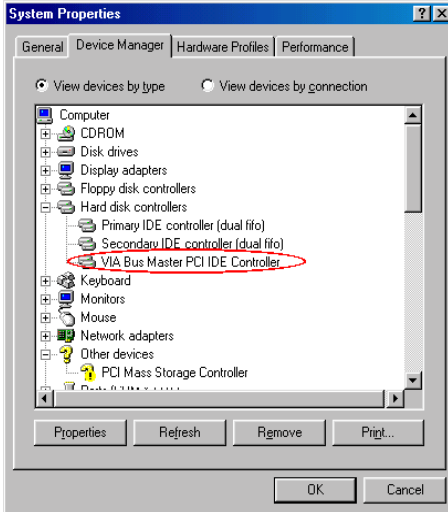 System Properties
General Device Manager Hardware Profiles Performance
View devices by type View devices by connection
Computer
CDROM
Disk drives
Display adapters
Floppy disk controllers
Hard disk controllers
Primary IDE controller (dual fifo)
Secondary IDE controller (dual fifo)
VIA Bus Master PCI IDE Controller
Keyboard
Monitors
Mouse
Network adapters
Other devices
PCI Mass Storage Controller
Properties Refresh Remove Print...
OK Cancel